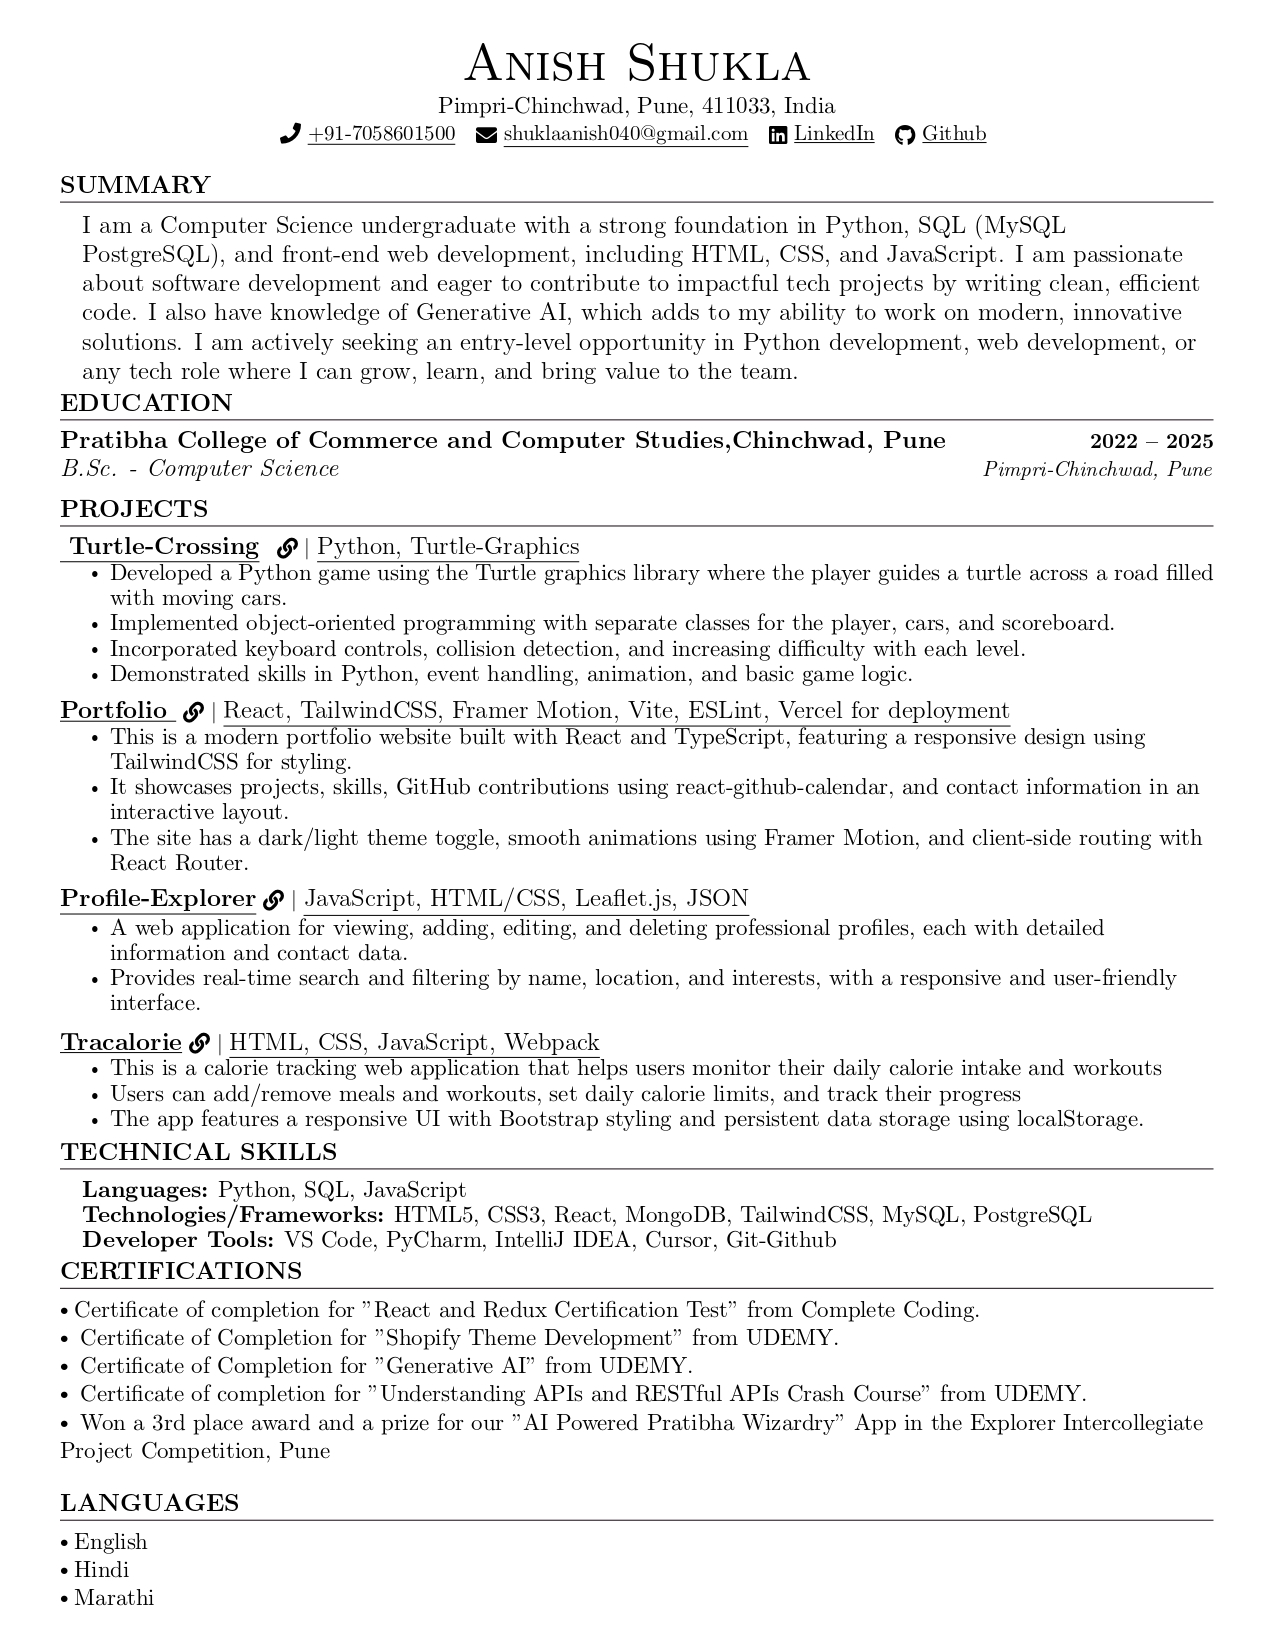 Anish Shukla
Pimpri-Chinchwad, Pune, 411033, India
+91-7058601500 shuklaanish040@gmail.com LinkedIn Github
SUMMARY
I am a Computer Science undergraduate with a strong foundation in Python, SQL (MySQL
PostgreSQL), and front-end web development, including HTML, CSS, and JavaScript. I am passionate
about software development and eager to contribute to impactful tech projects by writing clean, efficient
code. I also have knowledge of Generative AI, which adds to my ability to work on modern, innovative
solutions. I am actively seeking an entry-level opportunity in Python development, web development, or
any tech role where I can grow, learn, and bring value to the team.
EDUCATION
Pratibha College of Commerce and Computer Studies,Chinchwad, Pune 2022 – 2025
B.Sc. - Computer Science Pimpri-Chinchwad, Pune
PROJECTS
Turtle-Crossing | Python, Turtle-Graphics
• Developed a Python game using the Turtle graphics library where the player guides a turtle across a road filled
with moving cars.
• Implemented object-oriented programming with separate classes for the player, cars, and scoreboard.
• Incorporated keyboard controls, collision detection, and increasing difficulty with each level.
• Demonstrated skills in Python, event handling, animation, and basic game logic.
Portfolio | React, TailwindCSS, Framer Motion, Vite, ESLint, Vercel for deployment
• This is a modern portfolio website built with React and TypeScript, featuring a responsive design using
TailwindCSS for styling.
• It showcases projects, skills, GitHub contributions using react-github-calendar, and contact information in an
interactive layout.
• The site has a dark/light theme toggle, smooth animations using Framer Motion, and client-side routing with
React Router.
Profile-Explorer | JavaScript, HTML/CSS, Leaflet.js, JSON
• A web application for viewing, adding, editing, and deleting professional profiles, each with detailed
information and contact data.
• Provides real-time search and filtering by name, location, and interests, with a responsive and user-friendly
interface.
Tracalorie | HTML, CSS, JavaScript, Webpack
• This is a calorie tracking web application that helps users monitor their daily calorie intake and workouts
• Users can add/remove meals and workouts, set daily calorie limits, and track their progress
• The app features a responsive UI with Bootstrap styling and persistent data storage using localStorage.
TECHNICAL SKILLS
Languages: Python, SQL, JavaScript
Technologies/Frameworks: HTML5, CSS3, React, MongoDB, TailwindCSS, MySQL, PostgreSQL
Developer Tools: VS Code, PyCharm, IntelliJ IDEA, Cursor, Git-Github
CERTIFICATIONS
• Certificate of completion for ”React and Redux Certification Test” from Complete Coding.
• Certificate of Completion for ”Shopify Theme Development” from UDEMY.
• Certificate of Completion for ”Generative AI” from UDEMY.
• Certificate of completion for ”Understanding APIs and RESTful APIs Crash Course” from UDEMY.
• Won a 3rd place award and a prize for our ”AI Powered Pratibha Wizardry” App in the Explorer Intercollegiate
Project Competition, Pune
LANGUAGES
• English
• Hindi
• Marathi